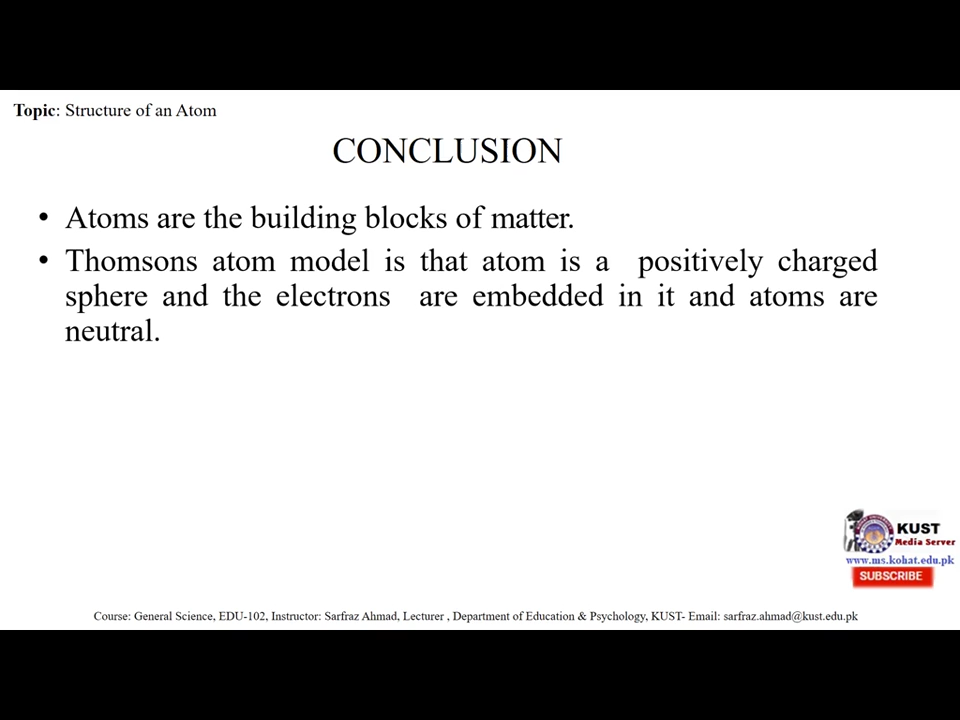 Topic: Structure of an Atom
CONCLUSION
• Atoms are the building blocks of matter.
• Thomsons atom model is that atom is a positively charged
sphere and the electrons are embedded in it and atoms are
neutral.
KUST
Media Server
www.ms.kohat.edu.pk
SUBSCRIBE
Course: General Science, EDU-102, Instructor: Sarfraz Ahmad, Lecturer , Department of Education & Psychology, KUST- Email: sarfraz.ahmad@kust.edu.pk